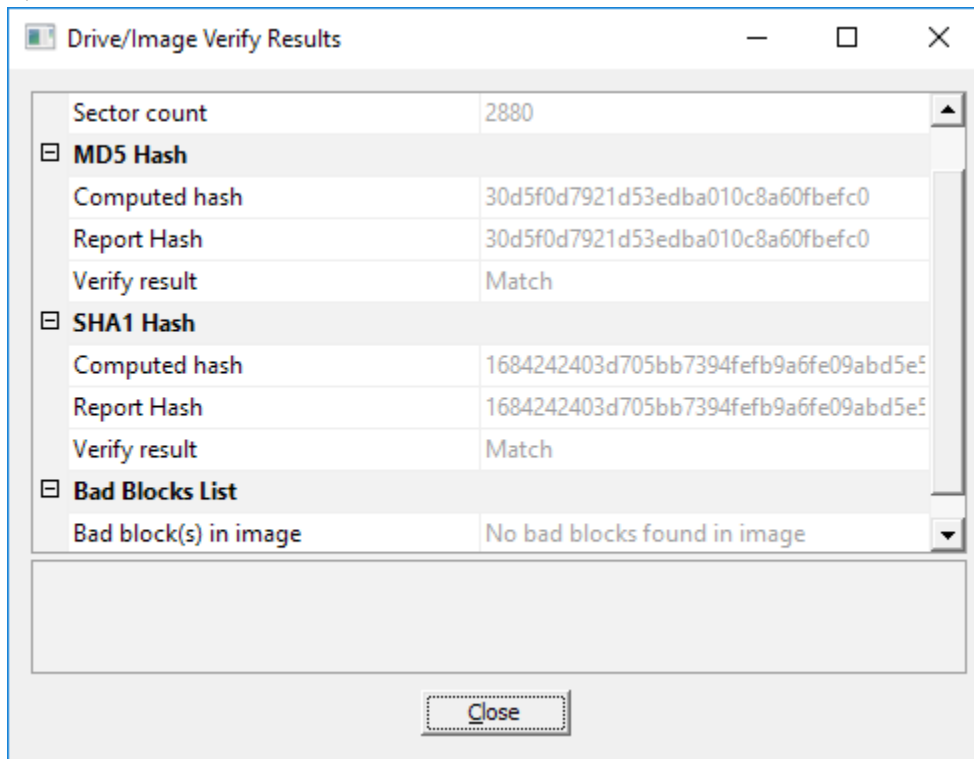 Drive/Image Verify Results
Sector count 2880
MD5 Hash
Computed hash 30d5f0d7921d53edba010c8a60fbefc0
Report Hash 30d5f0d7921d53edba010c8a60fbefc0
Verify result Match
SHA1 Hash
Computed hash 1684242403d705bb7394fefb9a6fe09abd5e5
Report Hash 1684242403d705bb7394fefb9a6fe09abd5e5
Verify result Match
Bad Blocks List
Bad block(s) in image No bad blocks found in image
Close